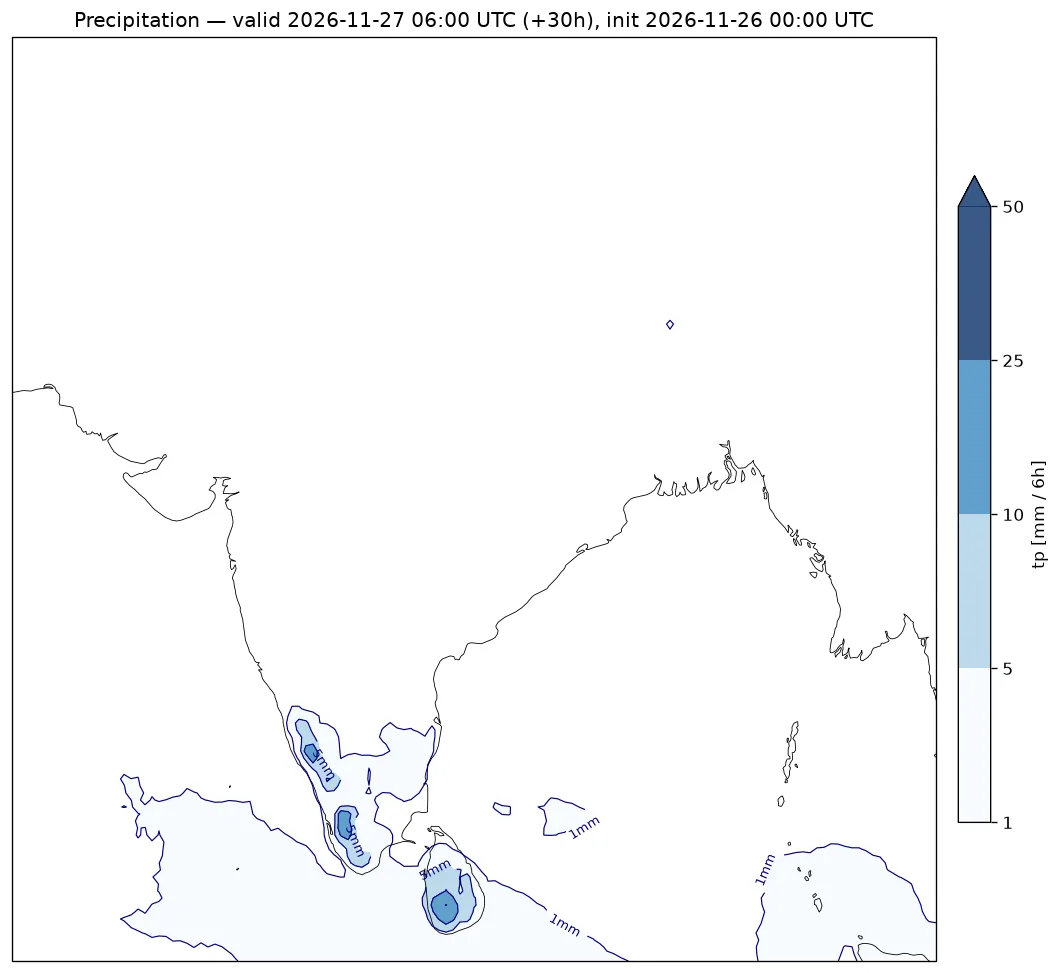 Precipitation — valid 2026-11-27 06:00 UTC (+30h), init 2026-11-26 00:00 UTC
50
25
10
5
1
tp [mm / 6h]
5mm
5mm
5mm
1mm
1mm
1mm